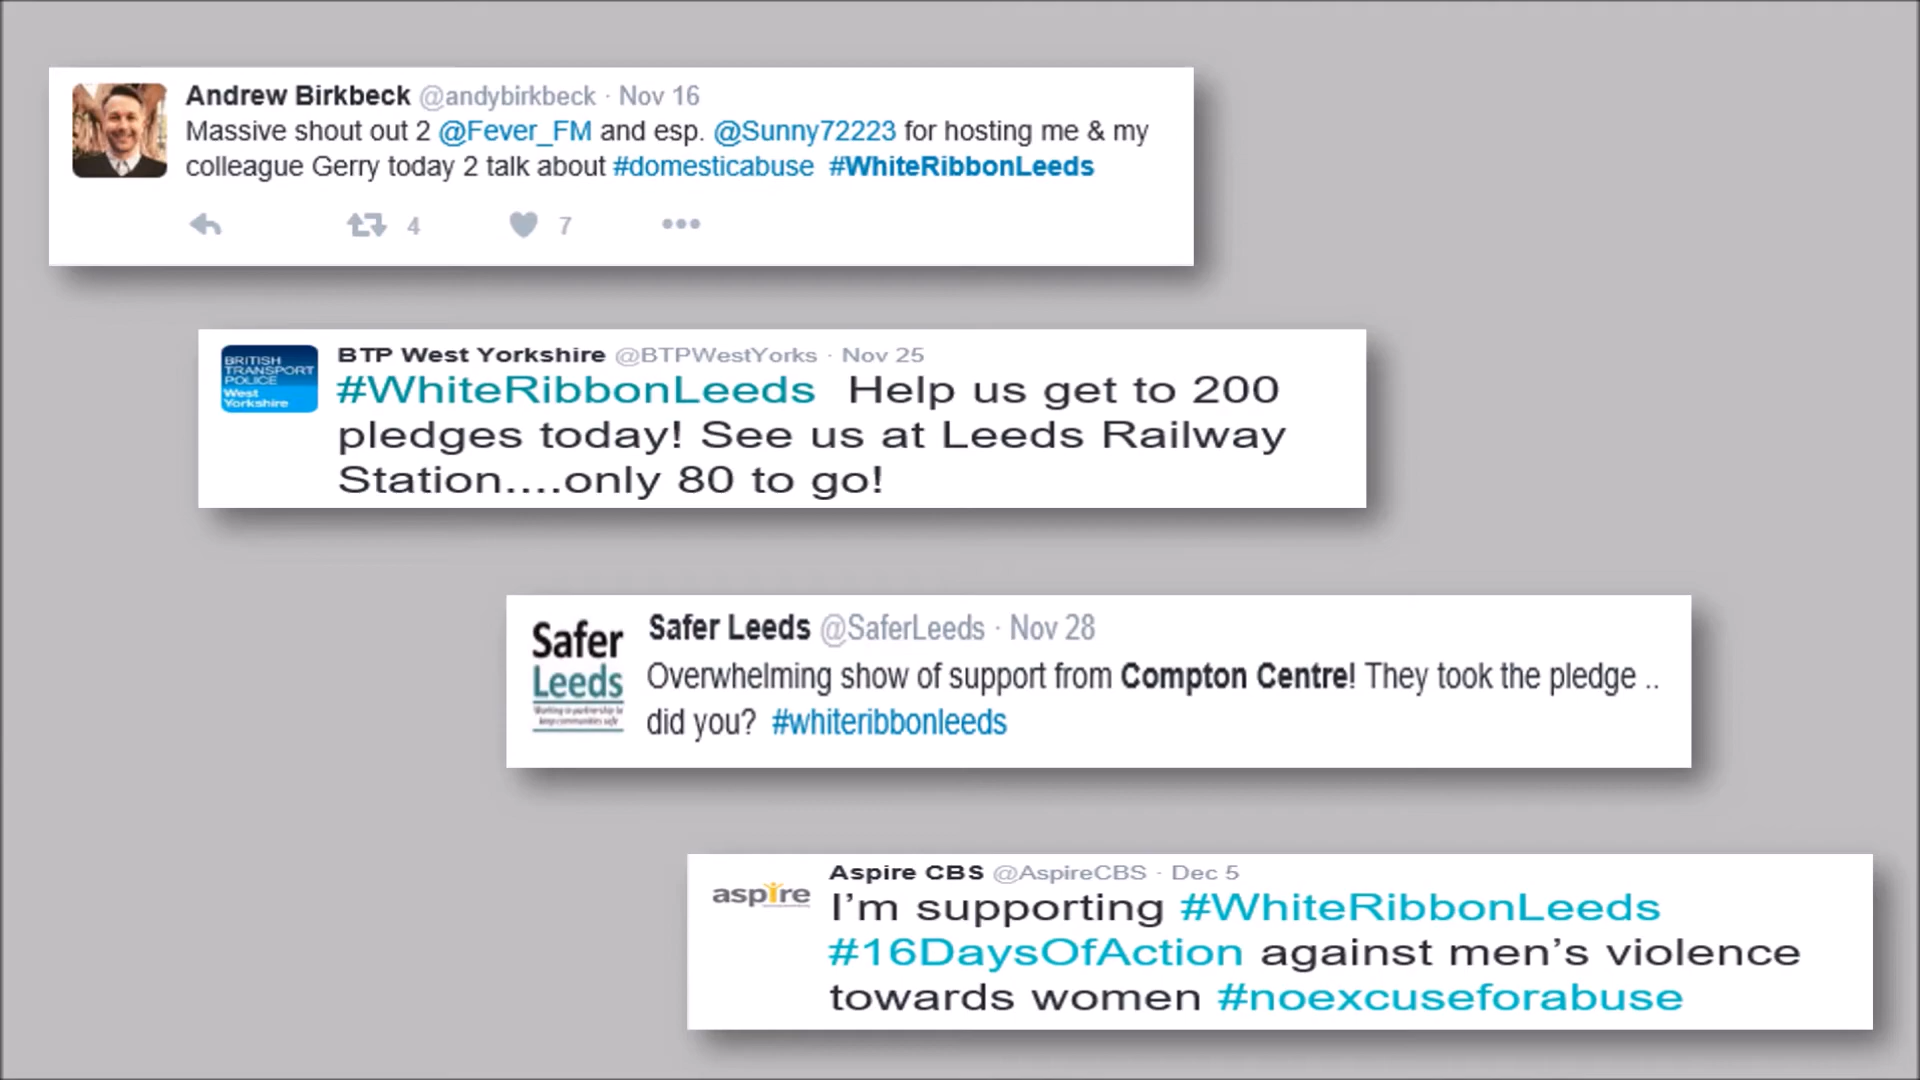 Andrew Birkbeck @andybirkbeck · Nov 16
Massive shout out 2 @Fever_FM and esp. @Sunny72223 for hosting me & my
colleague Gerry today 2 talk about #domesticabuse #WhiteRibbonLeeds
4 7
BRITISH
TRANSPORT
POLICE
West
Yorkshire
BTP West Yorkshire @BTPWestYorks · Nov 25
#WhiteRibbonLeeds Help us get to 200
pledges today! See us at Leeds Railway
Station....only 80 to go!
Safer
Leeds
Working in partnership to
keep communities safe
Safer Leeds @SaferLeeds · Nov 28
Overwhelming show of support from Compton Centre! They took the pledge ..
did you? #whiteribbonleeds
aspire
Aspire CBS @AspireCBS · Dec 5
I'm supporting #WhiteRibbonLeeds
#16DaysOfAction against men's violence
towards women #noexcuseforabuse